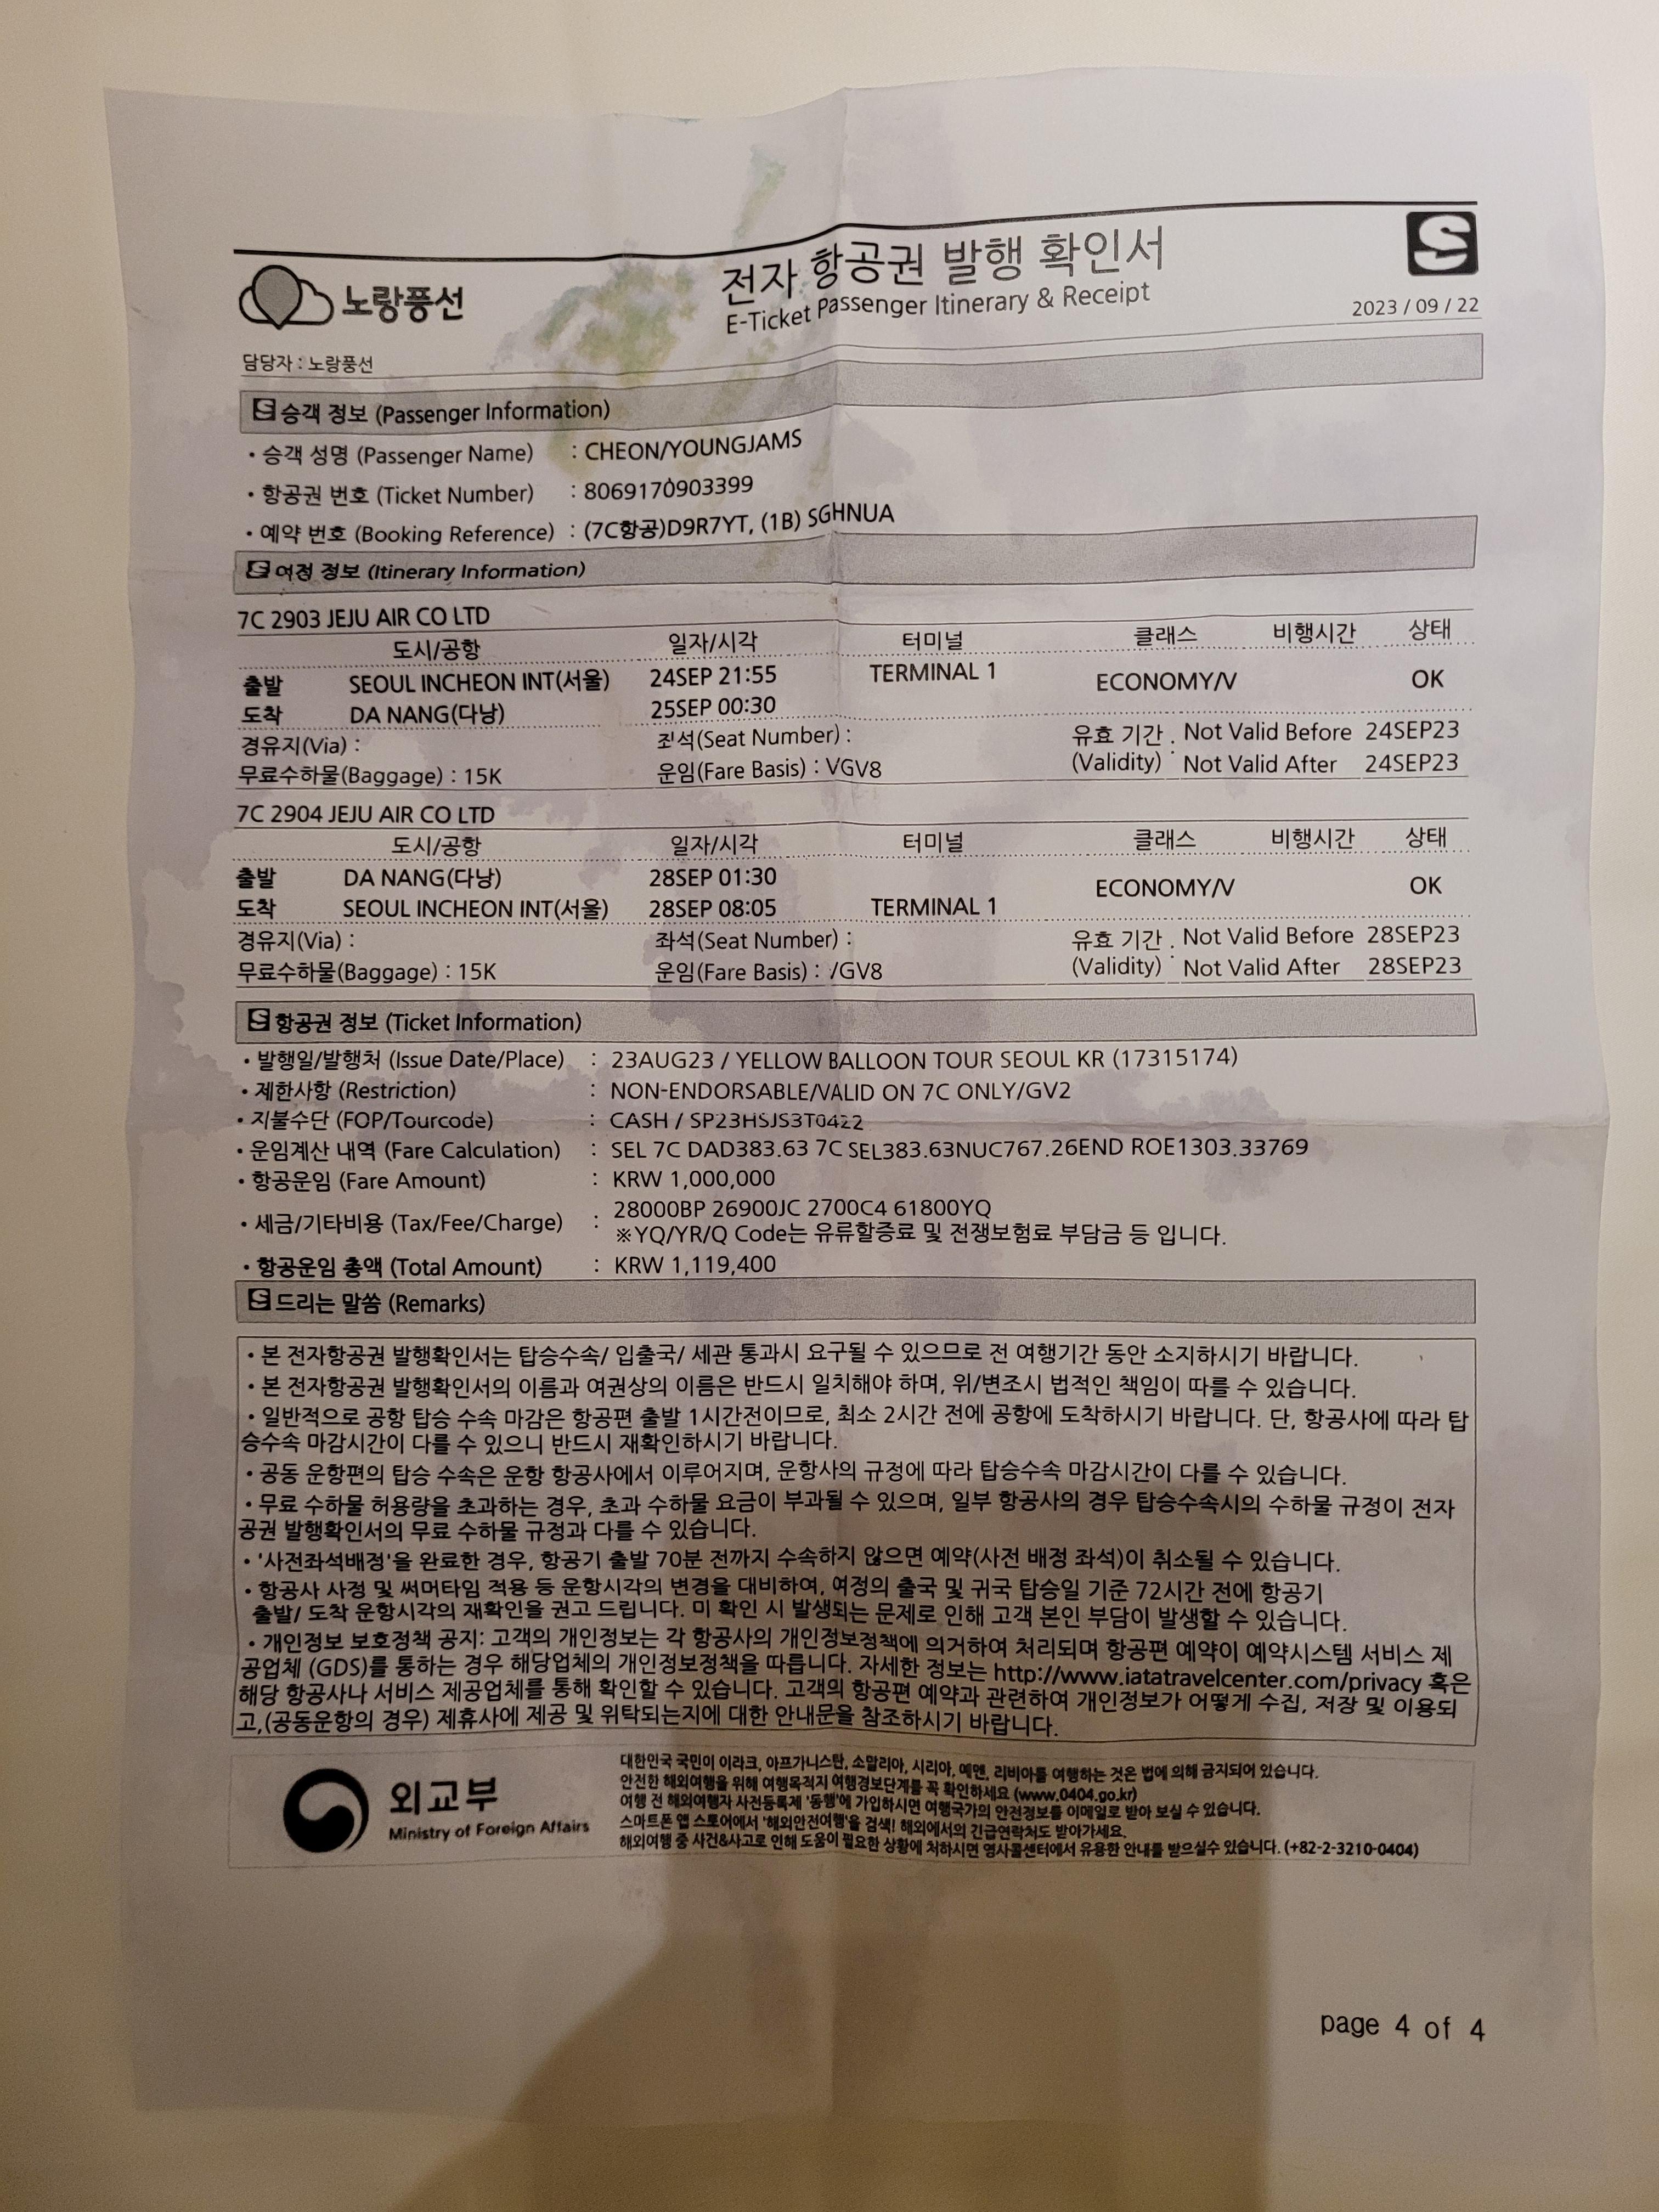 노랑풍선
전자 항공권 발행 확인서
E-Ticket Passenger Itinerary & Receipt
2023 / 09 / 22
담당자 : 노랑풍선
승객 정보 (Passenger Information)
• 승객 성명 (Passenger Name) : CHEON/YOUNGJAMS
• 항공권 번호 (Ticket Number) : 8069170903399
• 예약 번호 (Booking Reference) : (7C항공)D9R7YT, (1B) SGHNUA
여정 정보 (Itinerary Information)
7C 2903 JEJU AIR CO LTD
도시/공항 일자/시각 터미널 클래스 비행시간 상태
출발 SEOUL INCHEON INT(서울) 24SEP 21:55 TERMINAL 1 ECONOMY/V OK
도착 DA NANG(다낭) 25SEP 00:30
경유지(Via) : 좌석(Seat Number) : 유효 기간 : Not Valid Before 24SEP23
무료수하물(Baggage) : 15K 운임(Fare Basis) : VGV8 (Validity) Not Valid After 24SEP23
7C 2904 JEJU AIR CO LTD
도시/공항 일자/시각 터미널 클래스 비행시간 상태
출발 DA NANG(다낭) 28SEP 01:30 ECONOMY/V OK
도착 SEOUL INCHEON INT(서울) 28SEP 08:05 TERMINAL 1
경유지(Via) : 좌석(Seat Number) : 유효 기간 : Not Valid Before 28SEP23
무료수하물(Baggage) : 15K 운임(Fare Basis) : VGV8 (Validity) Not Valid After 28SEP23
항공권 정보 (Ticket Information)
• 발행일/발행처 (Issue Date/Place) : 23AUG23 / YELLOW BALLOON TOUR SEOUL KR (17315174)
• 제한사항 (Restriction) : NON-ENDORSABLE/VALID ON 7C ONLY/GV2
• 지불수단 (FOP/Tourcode) : CASH / SP23HSJS3T0422
• 운임계산 내역 (Fare Calculation) : SEL 7C DAD383.63 7C SEL383.63NUC767.26END ROE1303.33769
• 항공운임 (Fare Amount) : KRW 1,000,000
• 세금/기타비용 (Tax/Fee/Charge) : 28000BP 26900JC 2700C4 61800YQ
※YQ/YR/Q Code는 유류할증료 및 전쟁보험료 부담금 등 입니다.
• 항공운임 총액 (Total Amount) : KRW 1,119,400
드리는 말씀 (Remarks)
• 본 전자항공권 발행확인서는 탑승수속/ 입출국/ 세관 통과시 요구될 수 있으므로 전 여행기간 동안 소지하시기 바랍니다.
• 본 전자항공권 발행확인서의 이름과 여권상의 이름은 반드시 일치해야 하며, 위/변조시 법적인 책임이 따를 수 있습니다.
• 일반적으로 공항 탑승 수속 마감은 항공편 출발 1시간전이므로, 최소 2시간 전에 공항에 도착하시기 바랍니다. 단, 항공사에 따라 탑
승수속 마감시간이 다를 수 있으니 반드시 재확인하시기 바랍니다.
• 공동 운항편의 탑승 수속은 운항 항공사에서 이루어지며, 운항사의 규정에 따라 탑승수속 마감시간이 다를 수 있습니다.
• 무료 수하물 허용량을 초과하는 경우, 초과 수하물 요금이 부과될 수 있으며, 일부 항공사의 경우 탑승수속시의 수하물 규정이 전자
공권 발행확인서의 무료 수하물 규정과 다를 수 있습니다.
• '사전좌석배정'을 완료한 경우, 항공기 출발 70분 전까지 수속하지 않으면 예약(사전 배정 좌석)이 취소될 수 있습니다.
• 항공사 사정 및 써머타임 적용 등 운항시각의 변경을 대비하여, 여정의 출국 및 귀국 탑승일 기준 72시간 전에 항공기
출발/ 도착 운항시각의 재확인을 권고 드립니다. 미 확인 시 발생되는 문제로 인해 고객 본인 부담이 발생할 수 있습니다.
• 개인정보 보호정책 공지: 고객의 개인정보는 각 항공사의 개인정보정책에 의거하여 처리되며 항공편 예약이 예약시스템 서비스 제
공업체 (GDS)를 통하는 경우 해당업체의 개인정보정책을 따릅니다. 자세한 정보는 http://www.iatatravelcenter.com/privacy 혹은
해당 항공사나 서비스 제공업체를 통해 확인할 수 있습니다. 고객의 항공편 예약과 관련하여 개인정보가 어떻게 수집, 저장 및 이용되
고,(공동운항의 경우) 제휴사에 제공 및 위탁되는지에 대한 안내문을 참조하시기 바랍니다.
외교부
Ministry of Foreign Affairs
대한민국 국민이 이라크, 아프가니스탄, 소말리아, 시리아, 예멘, 리비아를 여행하는 것은 법에 의해 금지되어 있습니다.
안전한 해외여행을 위해 여행목적지 여행경보단계를 꼭 확인하세요 (www.0404.go.kr)
여행 전 해외여행자 사전등록제 '동행'에 가입하시면 여행국가의 안전정보를 이메일로 받아 보실 수 있습니다.
스마트폰 앱 스토어에서 '해외안전여행'을 검색! 해외에서의 긴급연락처도 받아가세요.
해외여행 중 사건&사고로 인해 도움이 필요한 상황에 처하시면 영사콜센터에서 유용한 안내를 받으실수 있습니다. (+82-2-3210-0404)
page 4 of 4